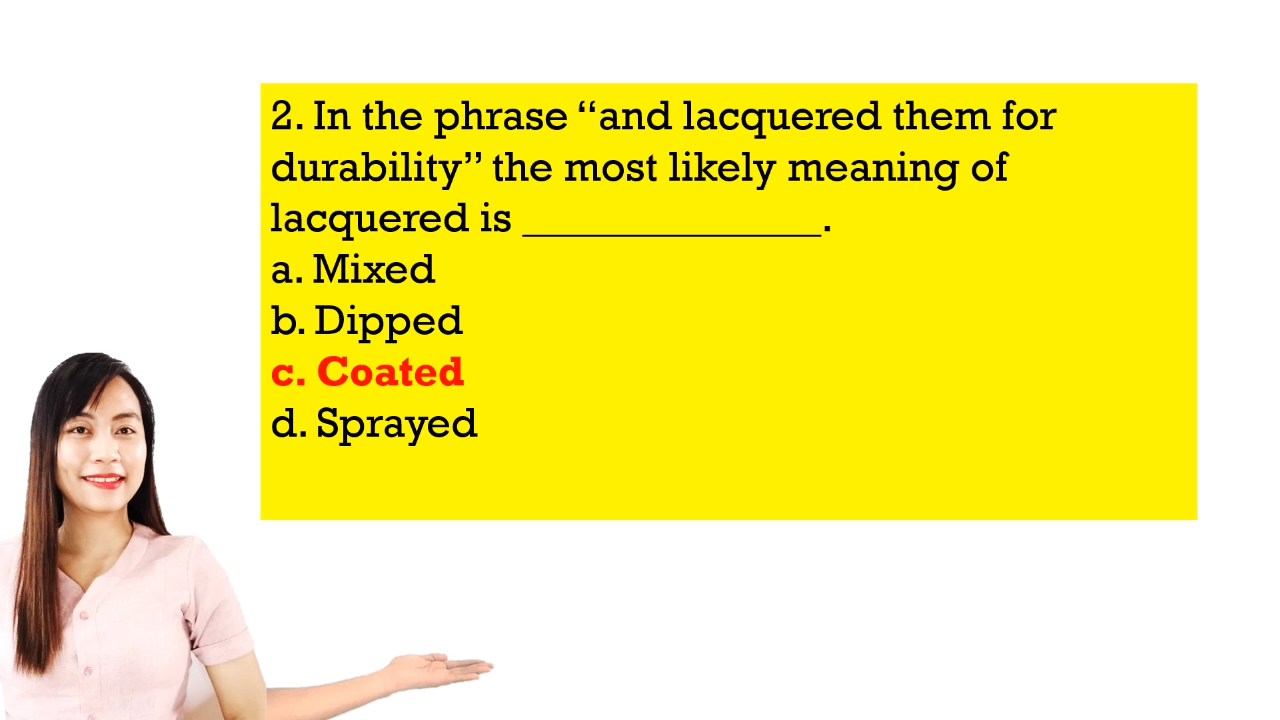 2. In the phrase “and lacquered them for
durability” the most likely meaning of
lacquered is ______________.
a. Mixed
b. Dipped
c. Coated
d. Sprayed